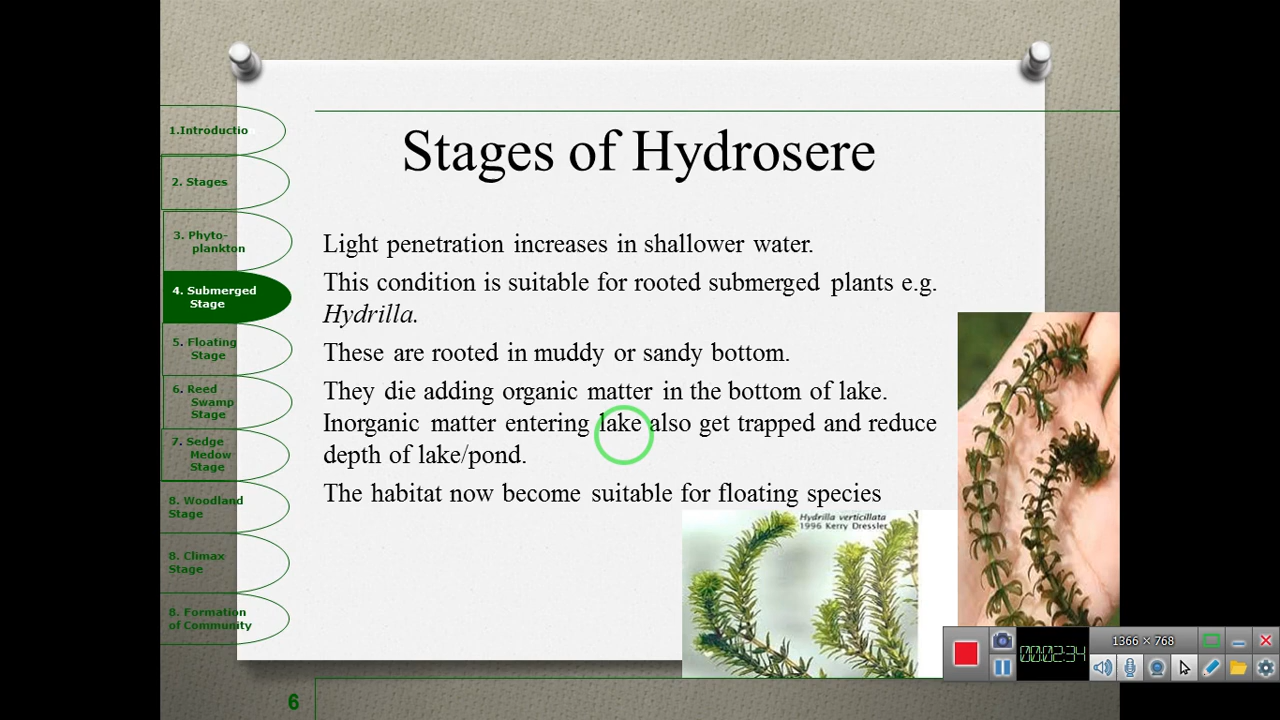 Stages of Hydrosere
1.Introductio
2. Stages
3. Phyto-
plankton
4. Submerged
Stage
5. Floating
Stage
6. Reed
Swamp
Stage
7. Sedge
Medow
Stage
8. Woodland
Stage
8. Climax
Stage
8. Formation
of Community
Light penetration increases in shallower water.
This condition is suitable for rooted submerged plants e.g.
Hydrilla.
These are rooted in muddy or sandy bottom.
They die adding organic matter in the bottom of lake.
Inorganic matter entering lake also get trapped and reduce
depth of lake/pond.
The habitat now become suitable for floating species
Hydrilla verticillata
1996 Kerry Dressler
1366 × 768
00:02:34
6